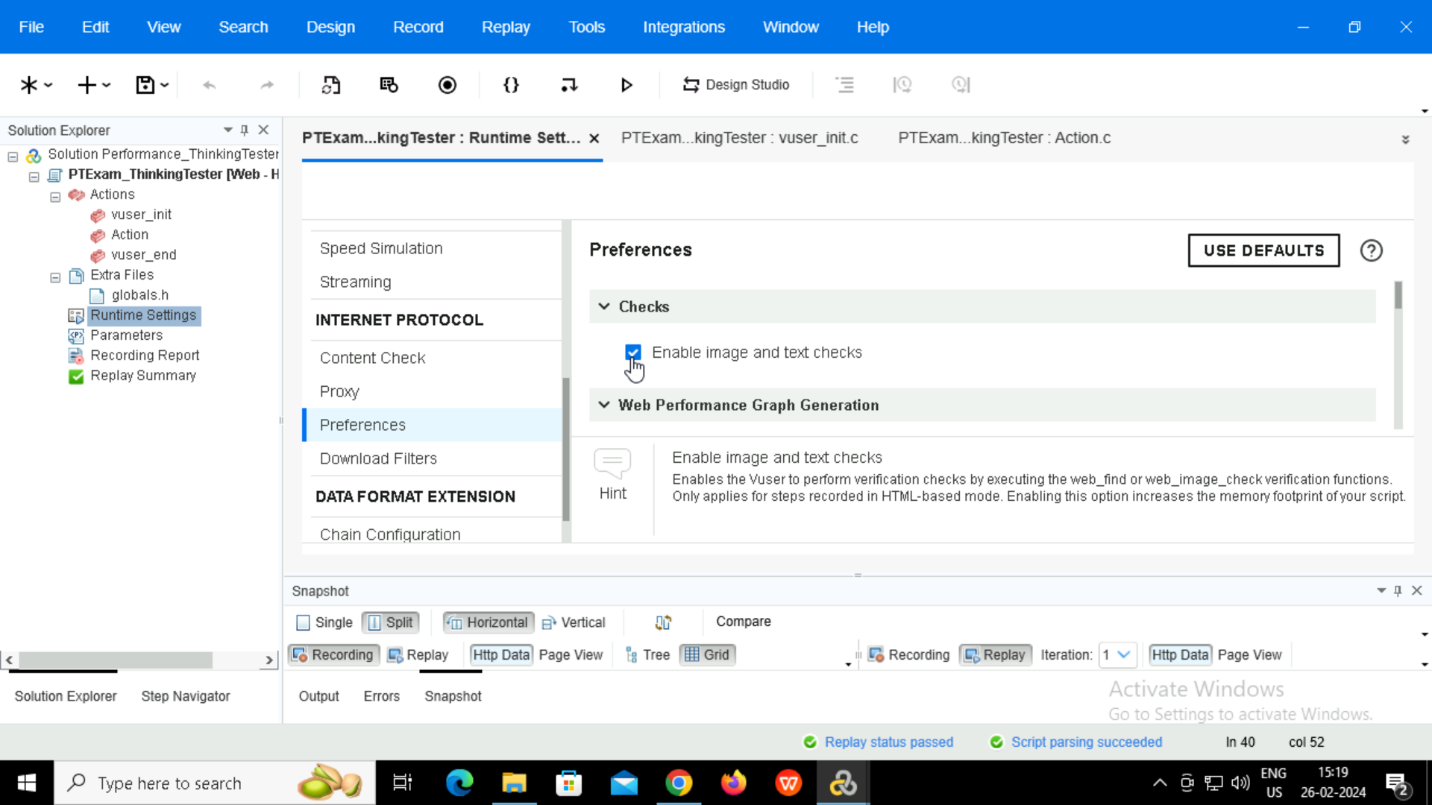 File Edit View Search Design Record Replay Tools Integrations Window Help
Design Studio
Solution Explorer
Solution Performance_ThinkingTester
PTExam_ThinkingTester [Web - H
Actions
vuser_init
Action
vuser_end
Extra Files
globals.h
Runtime Settings
Parameters
Recording Report
Replay Summary
PTExam...kingTester : Runtime Sett... PTExam...kingTester : vuser_init.c PTExam...kingTester : Action.c
Speed Simulation
Streaming
INTERNET PROTOCOL
Content Check
Proxy
Preferences
Download Filters
DATA FORMAT EXTENSION
Chain Configuration
Preferences USE DEFAULTS
Checks
Enable image and text checks
Web Performance Graph Generation
Hint
Enable image and text checks
Enables the Vuser to perform verification checks by executing the web_find or web_image_check verification functions.
Only applies for steps recorded in HTML-based mode. Enabling this option increases the memory footprint of your script.
Snapshot
Single Split Horizontal Vertical Compare
Recording Replay Http Data Page View Tree Grid Recording Replay Iteration: 1 Http Data Page View
Solution Explorer Step Navigator Output Errors Snapshot
Activate Windows
Go to Settings to activate Windows.
Replay status passed Script parsing succeeded ln 40 col 52
Type here to search
ENG 15:19
US 26-02-2024
2